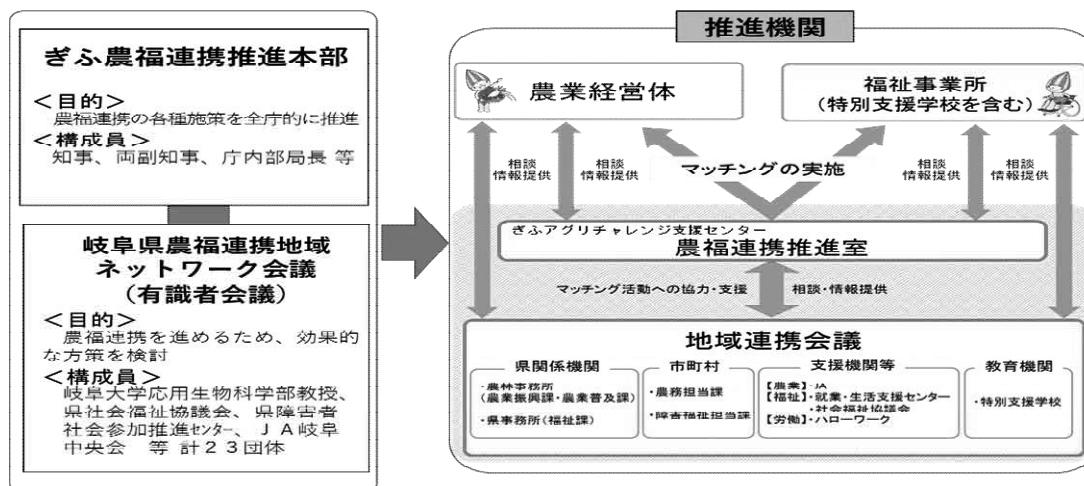 ぎふ農福連携推進本部
＜目的＞
農福連携の各種施策を全庁的に推進
＜構成員＞
知事、両副知事、庁内部局長 等
岐阜県農福連携地域
ネットワーク会議
（有識者会議）
＜目的＞
農福連携を進めるため、効果的
な方策を検討
＜構成員＞
岐阜大学応用生物科学部教授、
県社会福祉協議会、県障害者
社会参加推進センター、ＪＡ岐阜
中央会　等 計２３団体
推進機関
農業経営体
福祉事業所
（特別支援学校を含む）
相談
情報提供
相談
情報提供
マッチングの実施
相談
情報提供
相談
情報提供
ぎふアグリチャレンジ支援センター
農福連携推進室
マッチング活動への協力・支援
相談・情報提供
地域連携会議
県関係機関
・農林事務所
（農業振興課・農業普及課）
・県事務所（福祉課）
市町村
・農務担当課
・障害福祉担当課
支援機関等
【農業】・JA
【福祉】・就業・生活支援センター
・社会福祉協議会
【労働】・ハローワーク
教育機関
・特別支援学校